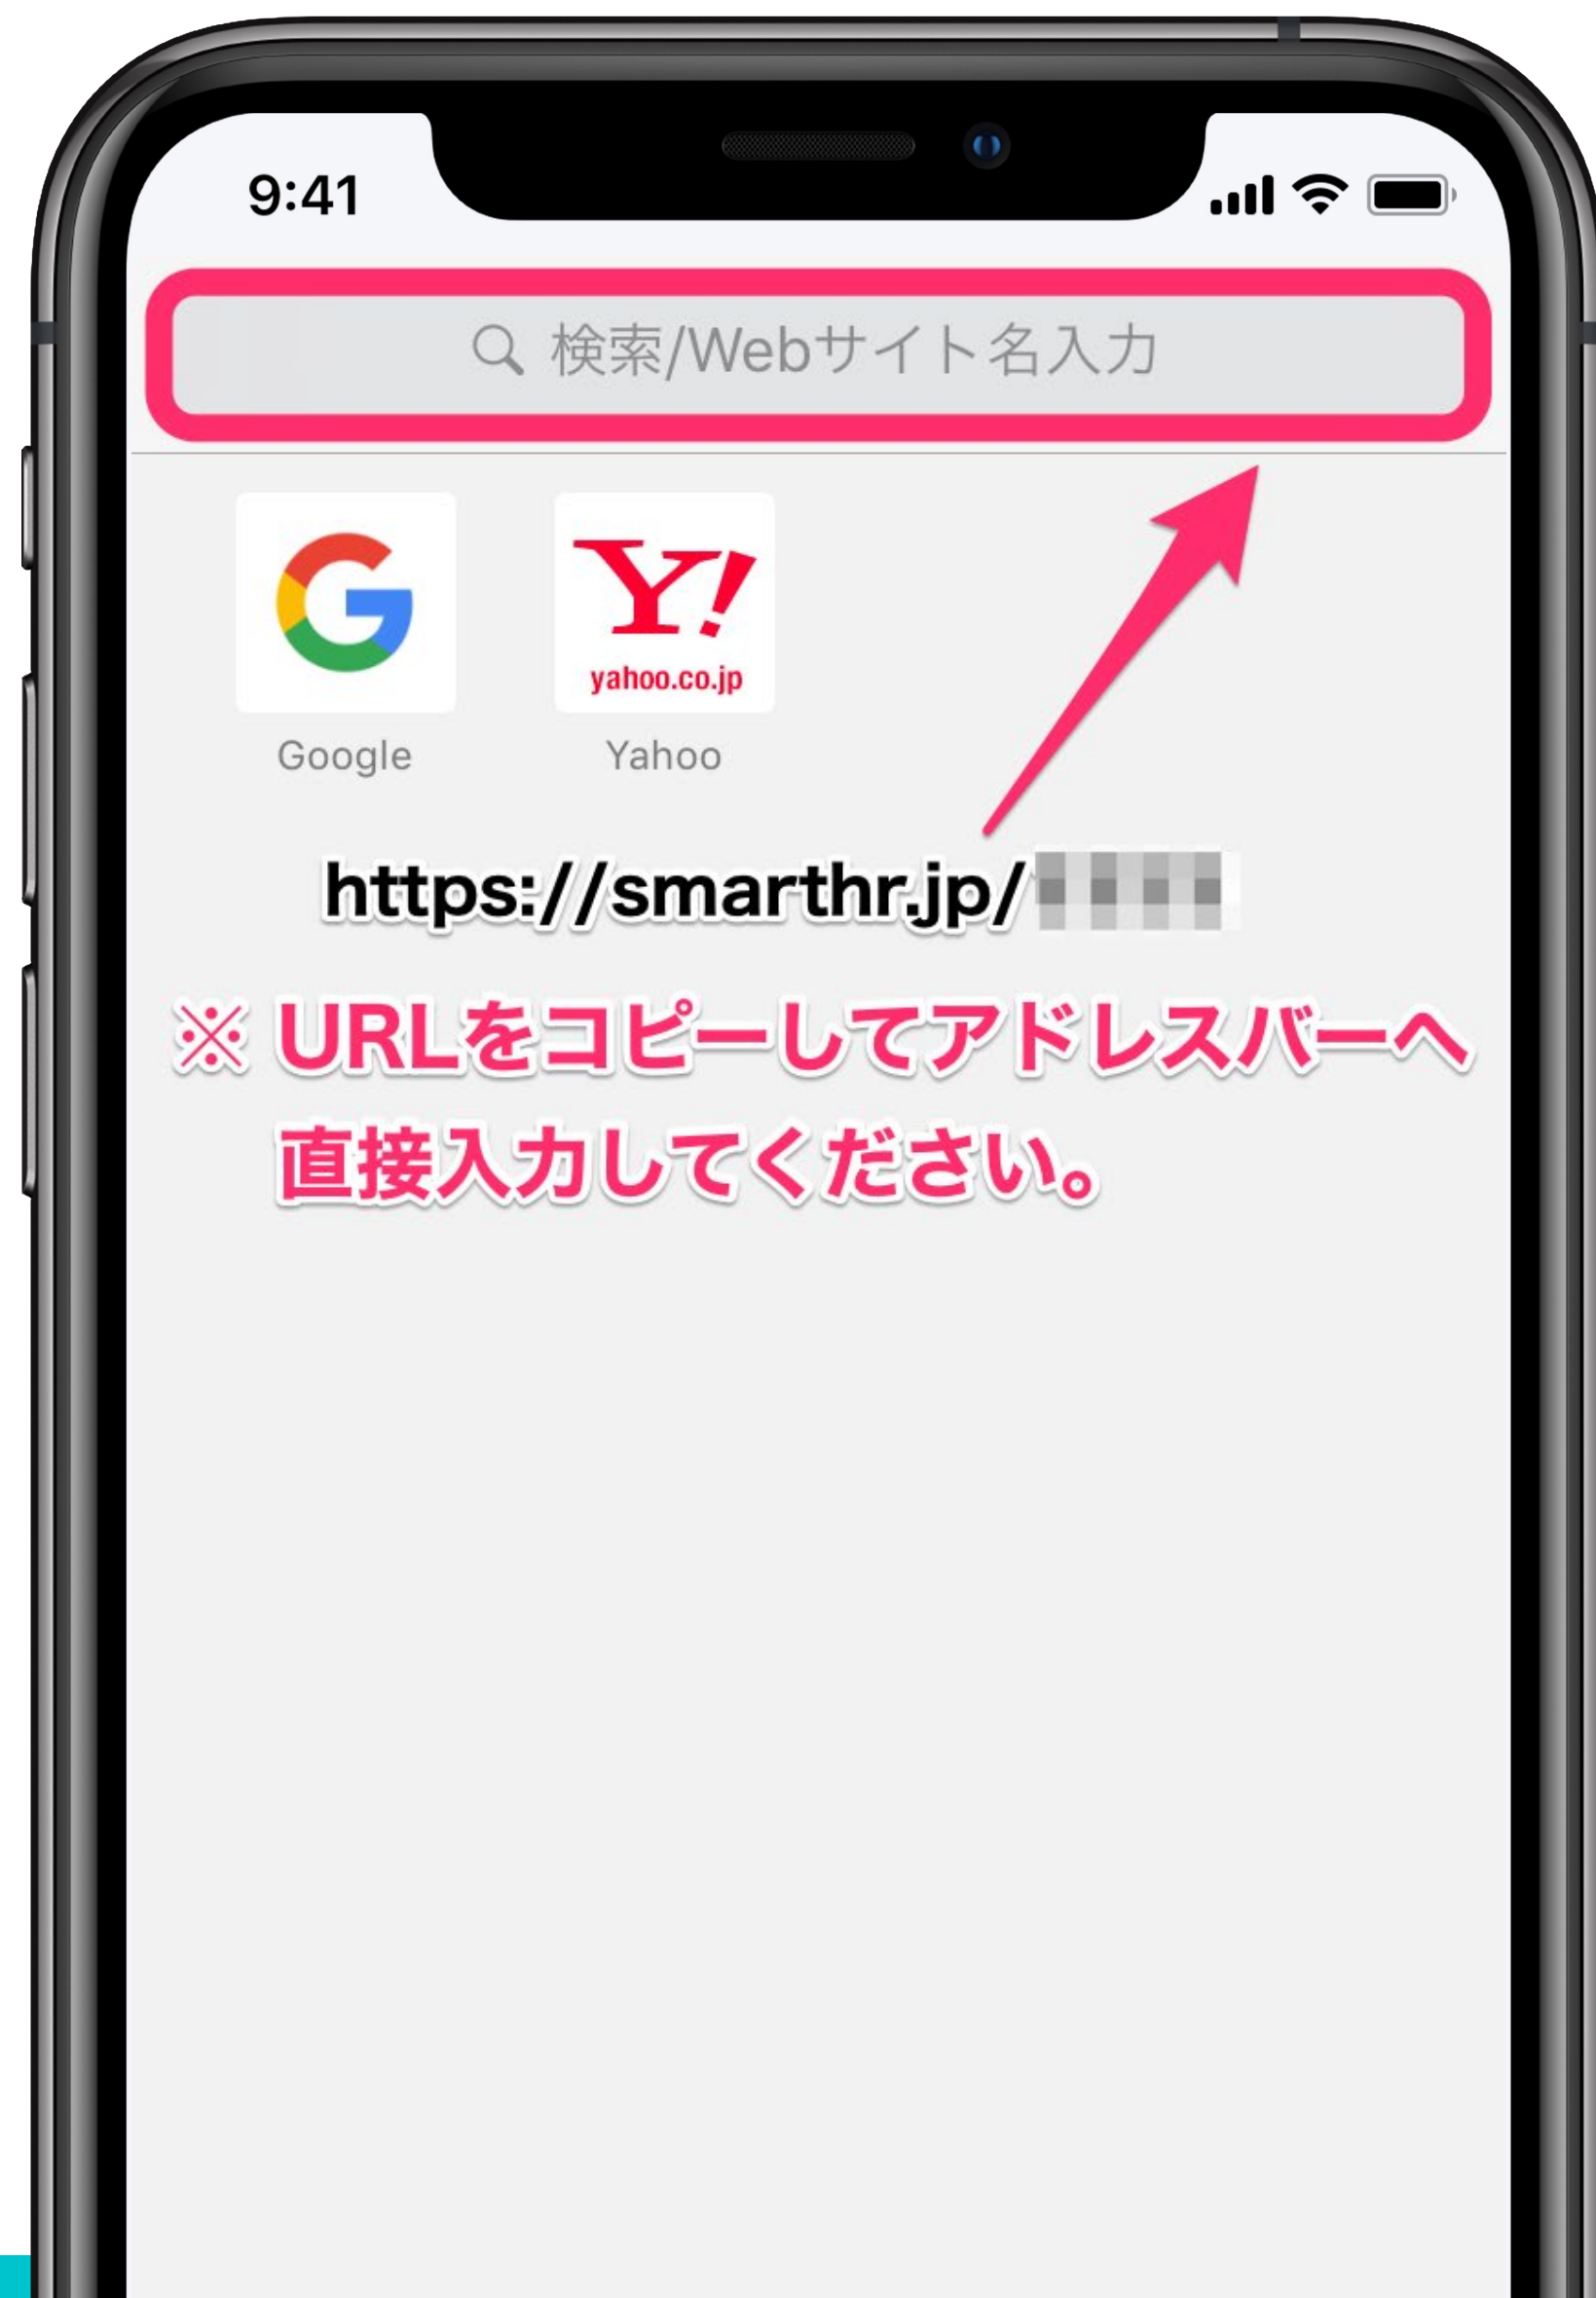 9:41
検索/Webサイト名入力
Y!
yahoo.co.jp
Google
Yahoo
https://smarthr.jp/
※ URLをコピーしてアドレスバーへ
直接入力してください。